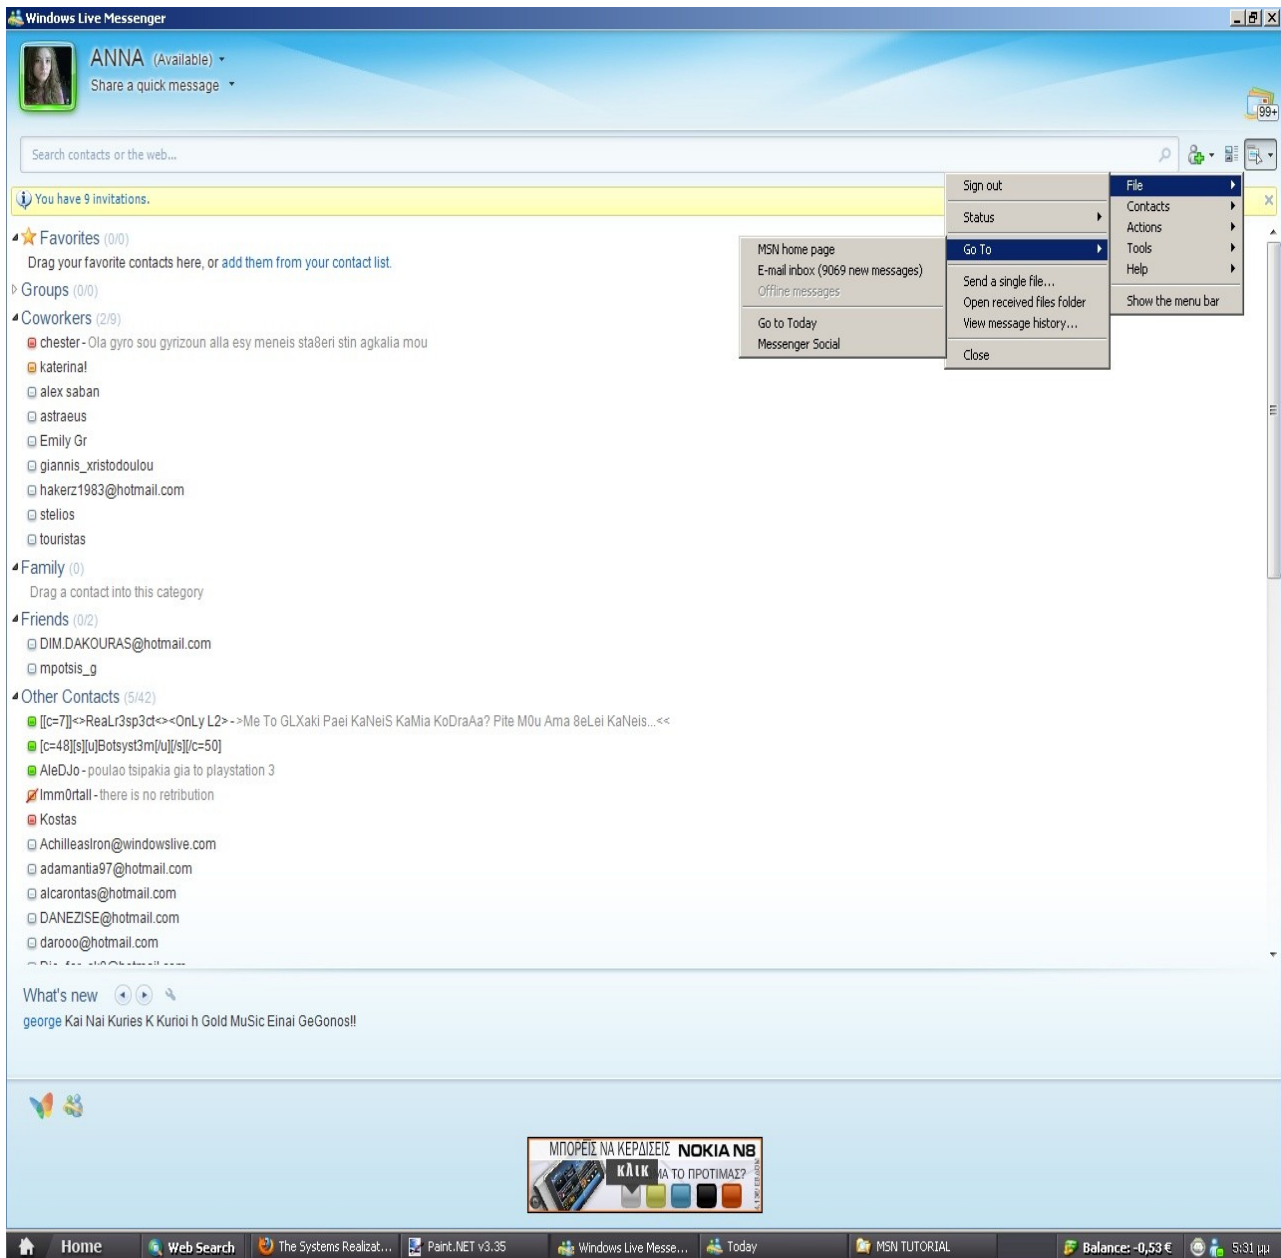 Windows Live Messenger
ANNA (Available)
Share a quick message
99+
Search contacts or the web...
You have 9 invitations.
File
Contacts
Actions
Tools
Help
Show the menu bar
Sign out
Status
Go To
Send a single file...
Open received files folder
View message history...
Close
MSN home page
E-mail inbox (9069 new messages)
Offline messages
Go to Today
Messenger Social
Favorites (0/0)
Drag your favorite contacts here, or add them from your contact list.
Groups (0/0)
Coworkers (2/9)
chester - Ola gyro sou gyrizoun alla esy meneis sta8eri stin agkalia mou
katerina!
alex saban
astraeus
Emily Gr
giannis_xristodoulou
hakerz1983@hotmail.com
stelios
touristas
Family (0)
Drag a contact into this category
Friends (0/2)
DIM.DAKOURAS@hotmail.com
mpotsis_g
Other Contacts (5/42)
[[c=7]]<>ReaLr3sp3ct<><OnLy L2> - >Me To GLXaki Paei KaNeiS KaMia KoDraAa? Pite M0u Ama 8eLei KaNeis...<<
[c=48][s][u]Botsyst3m[/u][/s][/c=50]
AleDJo - poulao tsipakia gia to playstation 3
Imm0rtall - there is no retribution
Kostas
AchilleasIron@windowslive.com
adamantia97@hotmail.com
alcarontas@hotmail.com
DANEZISE@hotmail.com
darooo@hotmail.com
What's new
george Kai Nai Kuries K Kurioi h Gold MuSic Einai GeGonos!!
ΜΠΟΡΕΙΣ ΝΑ ΚΕΡΔΙΣΕΙΣ NOKIA N8
κλικ
ΜΑ ΤΟ ΠΡΟΤΙΜΑΣ?
Home
Web Search
The Systems Realizat...
Paint.NET v3.35
Windows Live Messe...
Today
MSN TUTORIAL
Balance: -0,53 €
5:31 μμ